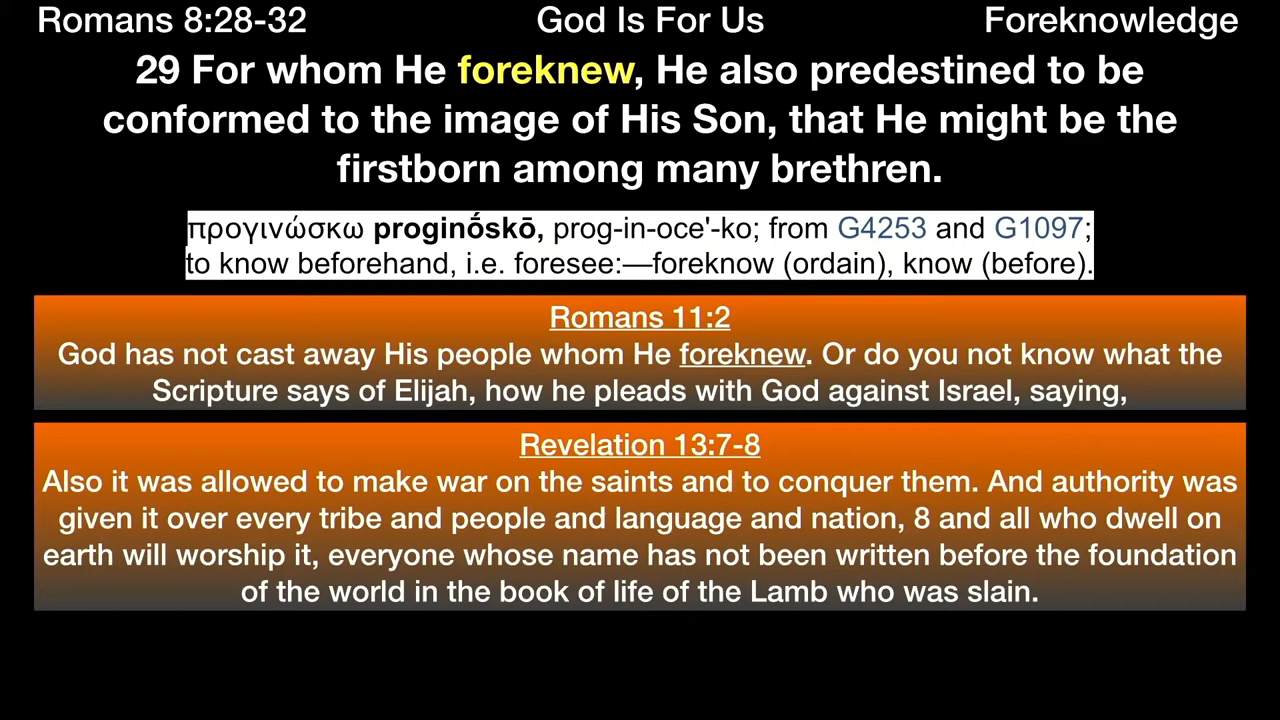 Romans 8:28-32 God Is For Us Foreknowledge
29 For whom He foreknew, He also predestined to be
conformed to the image of His Son, that He might be the
firstborn among many brethren.
προγινώσκω proginṓskō, prog-in-oce'-ko; from G4253 and G1097;
to know beforehand, i.e. foresee:—foreknow (ordain), know (before).
Romans 11:2
God has not cast away His people whom He foreknew. Or do you not know what the
Scripture says of Elijah, how he pleads with God against Israel, saying,
Revelation 13:7-8
Also it was allowed to make war on the saints and to conquer them. And authority was
given it over every tribe and people and language and nation, 8 and all who dwell on
earth will worship it, everyone whose name has not been written before the foundation
of the world in the book of life of the Lamb who was slain.